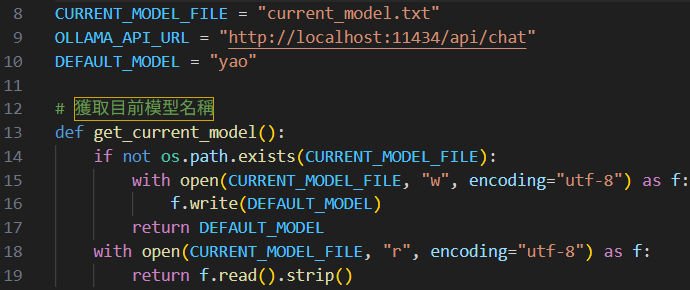 8 CURRENT_MODEL_FILE = "current_model.txt"
9 OLLAMA_API_URL = "http://localhost:11434/api/chat"
10 DEFAULT_MODEL = "yao"
11
12 # 獲取目前模型名稱
13 def get_current_model():
14     if not os.path.exists(CURRENT_MODEL_FILE):
15         with open(CURRENT_MODEL_FILE, "w", encoding="utf-8") as f:
16             f.write(DEFAULT_MODEL)
17         return DEFAULT_MODEL
18     with open(CURRENT_MODEL_FILE, "r", encoding="utf-8") as f:
19         return f.read().strip()